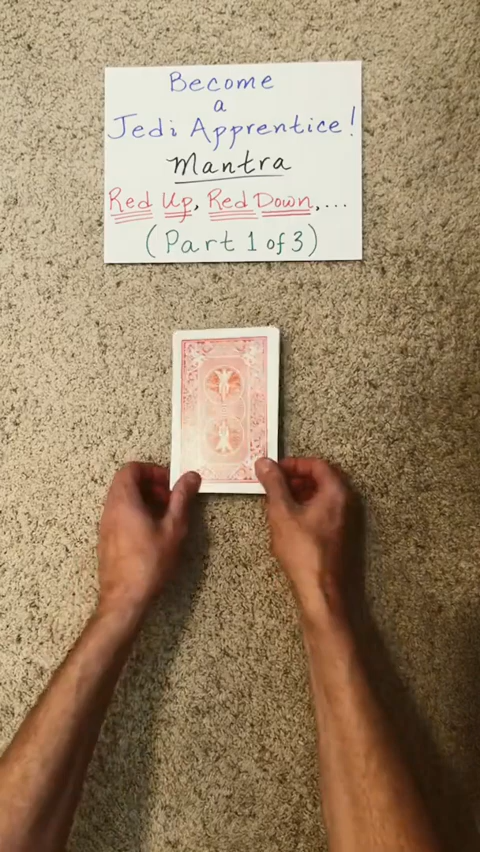 Become
a
Jedi Apprentice!
Mantra
Red Up, Red Down,...
(Part 1 of 3)